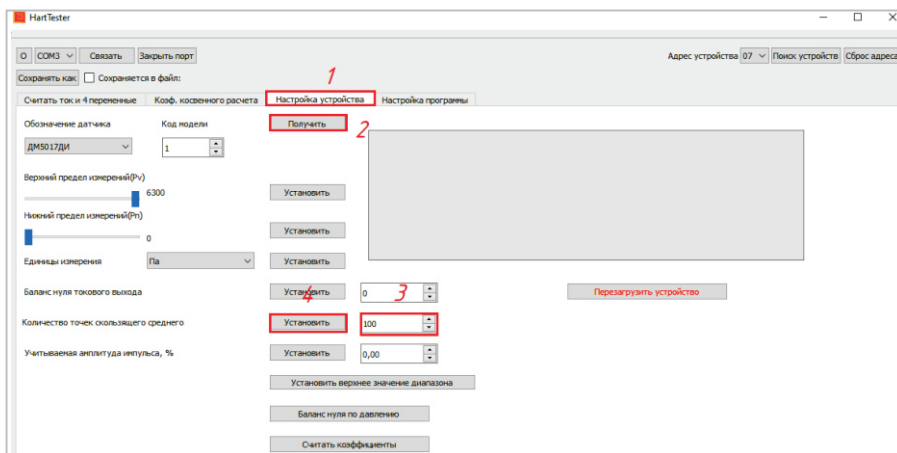 HartTester
О COM3 Связать Закрыть порт Адрес устройства 07 Поиск устройств Сброс адреса
Сохранять как Сохраняется в файл:
1
Считать ток и 4 переменные Коэф. косвенного расчета Настройка устройства Настройка программы
Обозначение датчика Код модели Получить 2
ДМ5017ДИ 1
Верхний предел измерений(Pv)
6300 Установить
Нижний предел измерений(Pn)
0 Установить
Единицы измерения Па Установить
Баланс нуля токового выхода Установить 0 Перезагрузить устройство
4 3
Количество точек скользящего среднего Установить 100
Учитываемая амплитуда импульса, % Установить 0,00
Установить верхнее значение диапазона
Баланс нуля по давлению
Считать коэффициенты